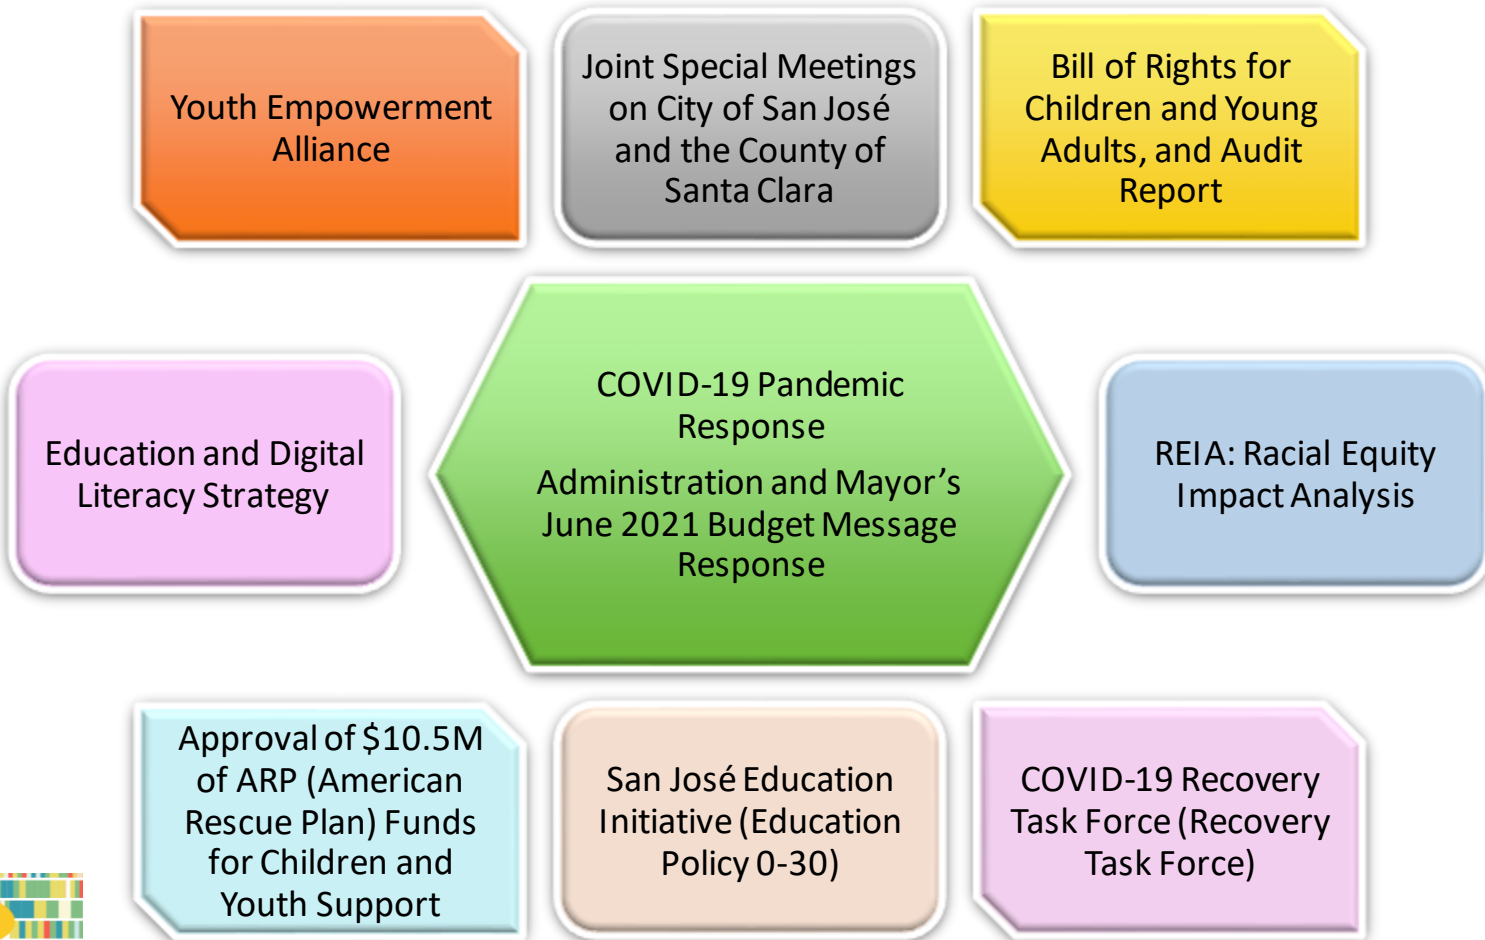 Youth Empowerment
Alliance
Joint Special Meetings
on City of San José
and the County of
Santa Clara
Bill of Rights for
Children and Young
Adults, and Audit
Report
Education and Digital
Literacy Strategy
COVID-19 Pandemic
Response
Administration and Mayor’s
June 2021 Budget Message
Response
REIA: Racial Equity
Impact Analysis
Approval of $10.5M
of ARP (American
Rescue Plan) Funds
for Children and
Youth Support
San José Education
Initiative (Education
Policy 0-30)
COVID-19 Recovery
Task Force (Recovery
Task Force)